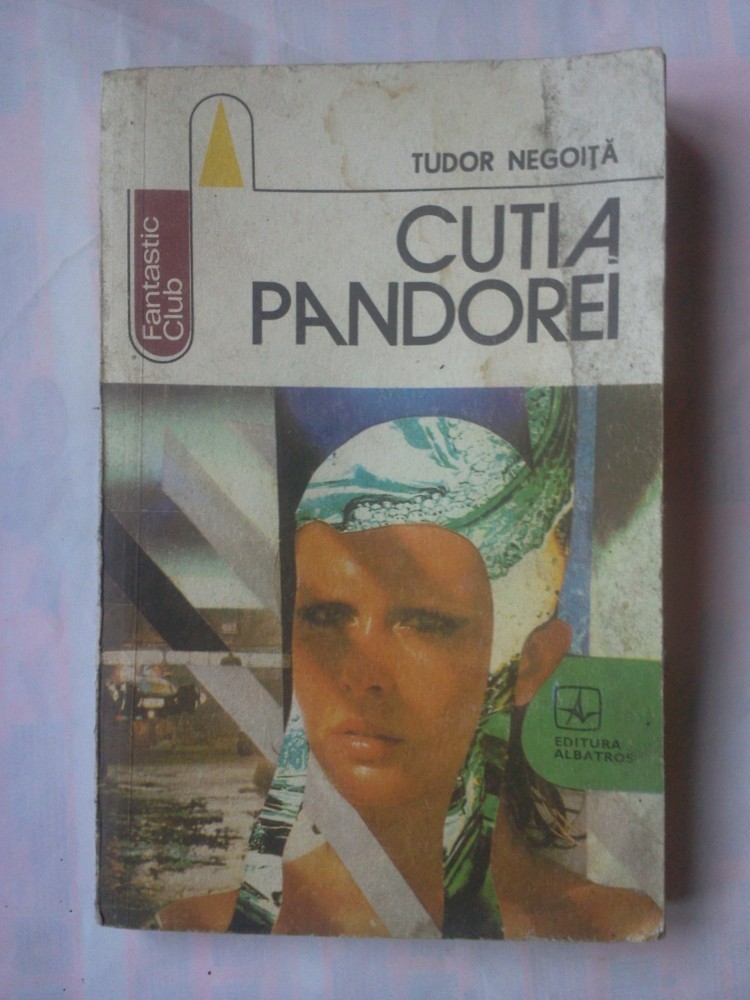 TUDOR NEGOIȚĂ
CUTIA
PANDOREI
Fantastic
Club
EDITURA
ALBATROS